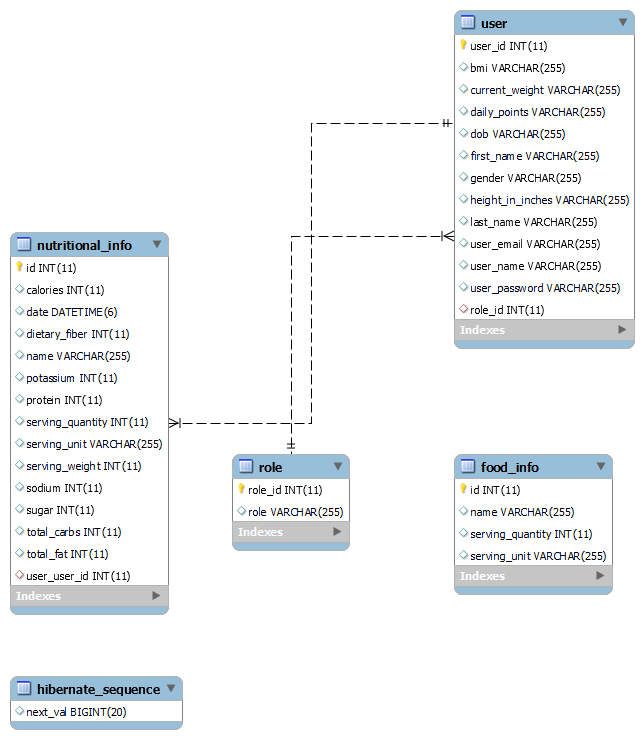 user
user_id INT(11)
bmi VARCHAR(255)
current_weight VARCHAR(255)
daily_points VARCHAR(255)
dob VARCHAR(255)
first_name VARCHAR(255)
gender VARCHAR(255)
height_in_inches VARCHAR(255)
last_name VARCHAR(255)
user_email VARCHAR(255)
user_name VARCHAR(255)
user_password VARCHAR(255)
role_id INT(11)
Indexes
nutritional_info
id INT(11)
calories INT(11)
date DATETIME(6)
dietary_fiber INT(11)
name VARCHAR(255)
potassium INT(11)
protein INT(11)
serving_quantity INT(11)
serving_unit VARCHAR(255)
serving_weight INT(11)
sodium INT(11)
sugar INT(11)
total_carbs INT(11)
total_fat INT(11)
user_user_id INT(11)
Indexes
role
role_id INT(11)
role VARCHAR(255)
Indexes
food_info
id INT(11)
name VARCHAR(255)
serving_quantity INT(11)
serving_unit VARCHAR(255)
Indexes
hibernate_sequence
next_val BIGINT(20)